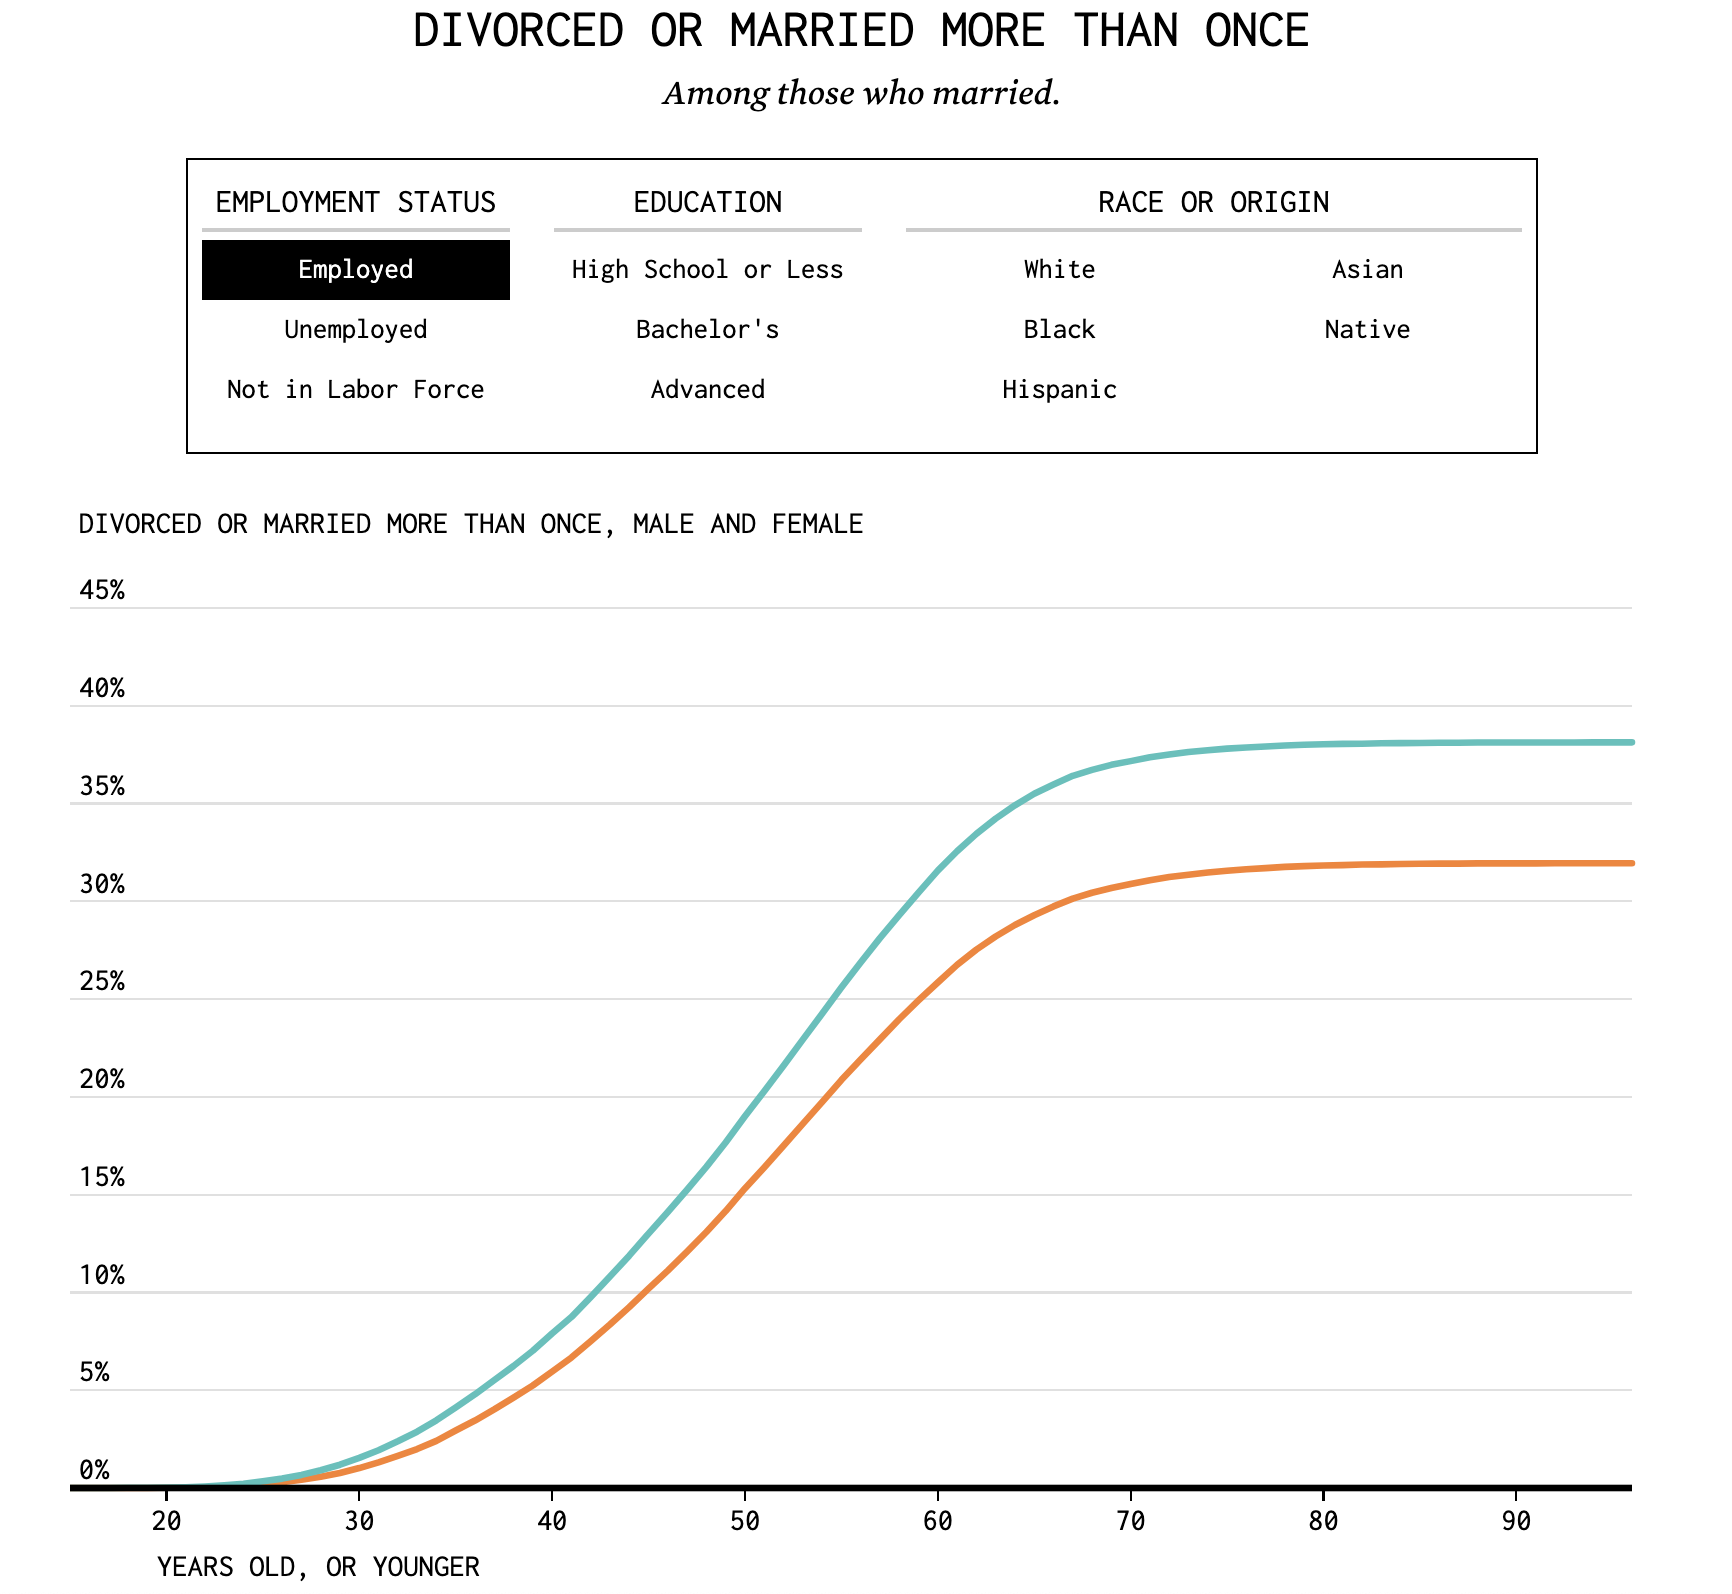 DIVORCED OR MARRIED MORE THAN ONCE
Among those who married.
EMPLOYMENT STATUS
Employed
Unemployed
Not in Labor Force
EDUCATION
High School or Less
Bachelor's
Advanced
RACE OR ORIGIN
White
Asian
Black
Native
Hispanic
DIVORCED OR MARRIED MORE THAN ONCE, MALE AND FEMALE
45%
40%
35%
30%
25%
20%
15%
10%
5%
0%
20 30 40 50 60 70 80 90
YEARS OLD, OR YOUNGER